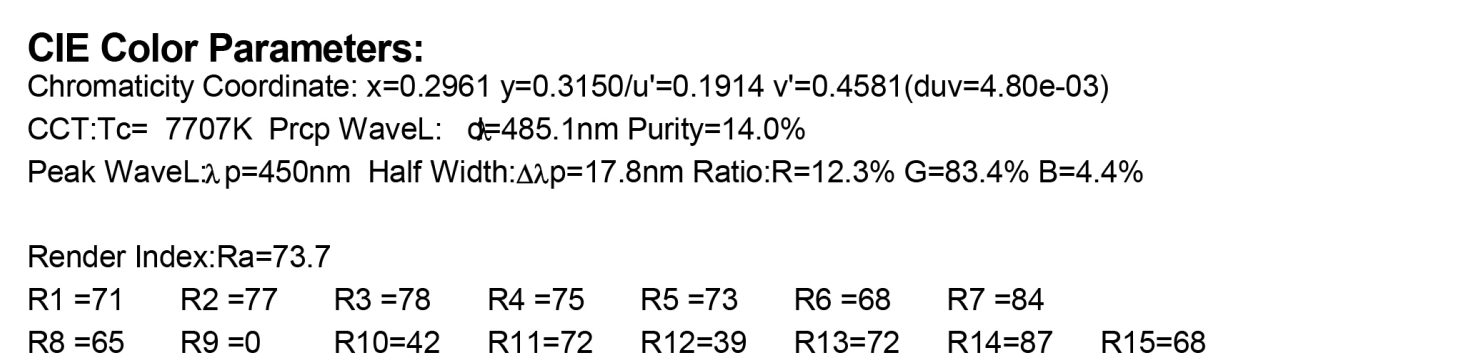 CIE Color Parameters:
Chromaticity Coordinate: x=0.2961 y=0.3150/u'=0.1914 v'=0.4581(duv=4.80e-03)
CCT:Tc= 7707K Prcp WaveL: λd=485.1nm Purity=14.0%
Peak WaveL:λp=450nm Half Width:Δλp=17.8nm Ratio:R=12.3% G=83.4% B=4.4%
Render Index:Ra=73.7
R1 =71 R2 =77 R3 =78 R4 =75 R5 =73 R6 =68 R7 =84
R8 =65 R9 =0 R10=42 R11=72 R12=39 R13=72 R14=87 R15=68